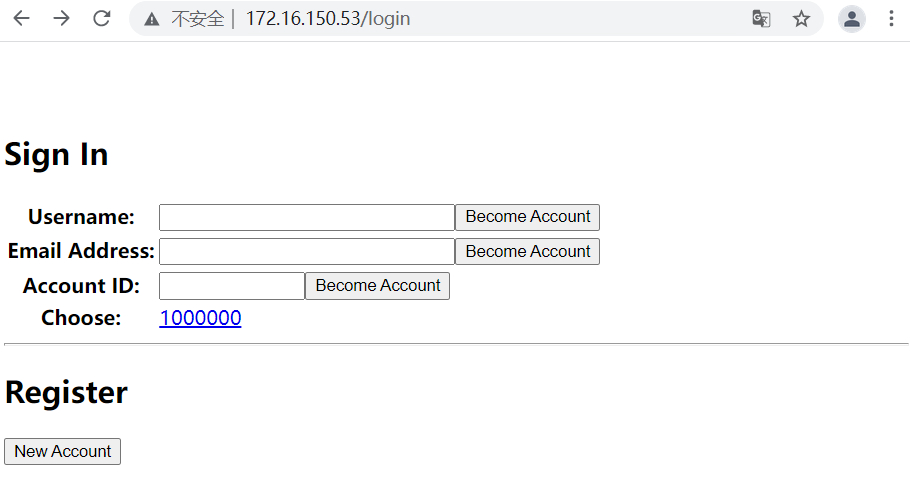 不安全 | 172.16.150.53/login
Sign In
Username: Become Account
Email Address: Become Account
Account ID: Become Account
Choose: 1000000
Register
New Account